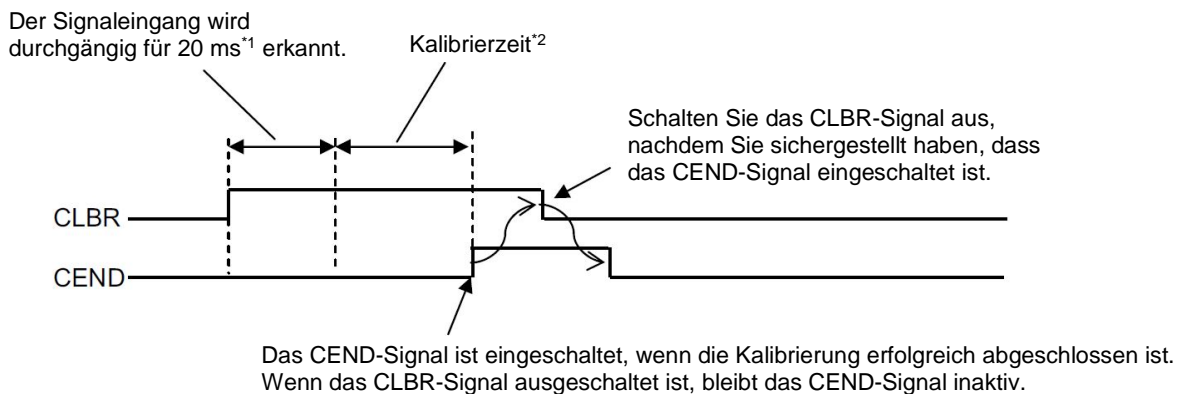 Der Signaleingang wird
durchgängig für 20 ms*1 erkannt.
Kalibrierzeit*2
Schalten Sie das CLBR-Signal aus,
nachdem Sie sichergestellt haben, dass
das CEND-Signal eingeschaltet ist.
CLBR
CEND
Das CEND-Signal ist eingeschaltet, wenn die Kalibrierung erfolgreich abgeschlossen ist.
Wenn das CLBR-Signal ausgeschaltet ist, bleibt das CEND-Signal inaktiv.